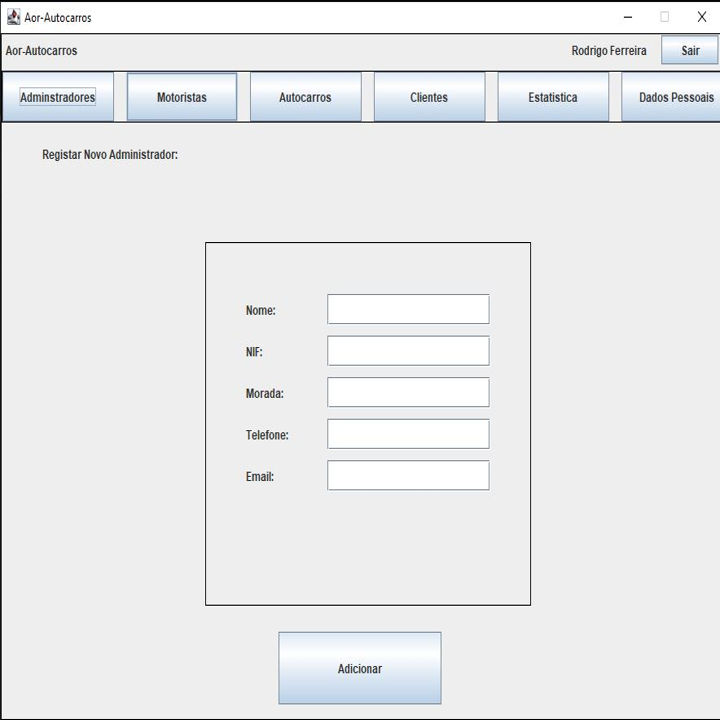 Aor-Autocarros
Aor-Autocarros Rodrigo Ferreira Sair
Adminstradores Motoristas Autocarros Clientes Estatistica Dados Pessoais
Registar Novo Administrador:
Nome:
NIF:
Morada:
Telefone:
Email:
Adicionar